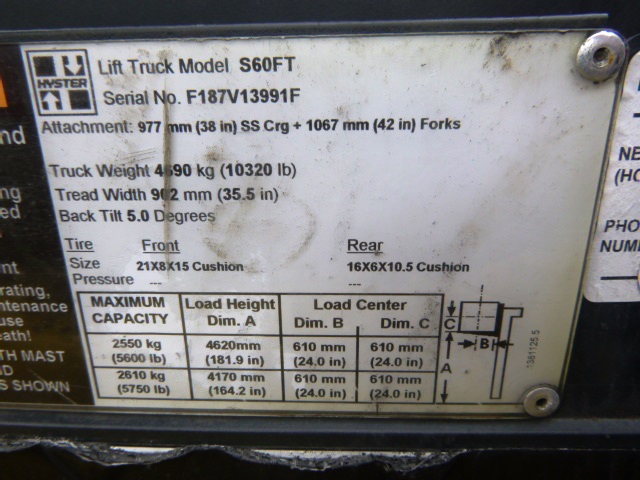 HYSTER
Lift Truck Model S60FT
Serial No. F187V13991F
Attachment: 977 mm (38 in) SS Crg + 1067 mm (42 in) Forks
Truck Weight 4690 kg (10320 lb)
Tread Width 902 mm (35.5 in)
Back Tilt 5.0 Degrees
Tire Front Rear
Size 21X8X15 Cushion 16X6X10.5 Cushion
Pressure --- ---
MAXIMUM CAPACITY Load Height Dim. A Load Center Dim. B Dim. C
2550 kg 4620mm 610 mm 610 mm
(5600 lb) (181.9 in) (24.0 in) (24.0 in)
2610 kg 4170 mm 610 mm 610 mm
(5750 lb) (164.2 in) (24.0 in) (24.0 in)
C
B
A
and
ng
ed
ent
rating,
ntenance
use
eath!
TH MAST
ND
S SHOWN
NE
(HO
PHO
NUM